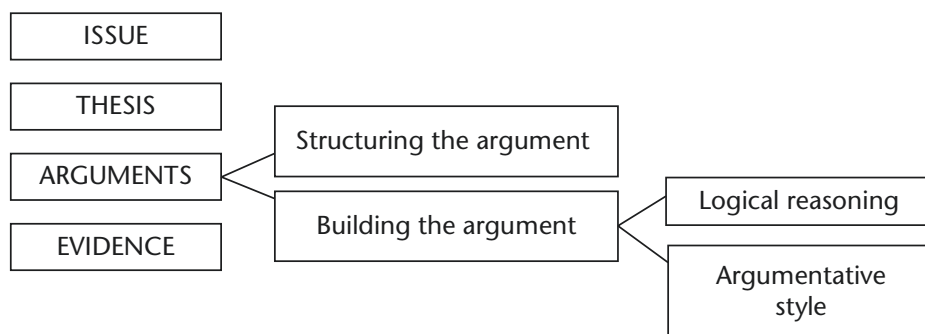 ISSUE
THESIS
ARGUMENTS
EVIDENCE
Structuring the argument
Building the argument
Logical reasoning
Argumentative
style